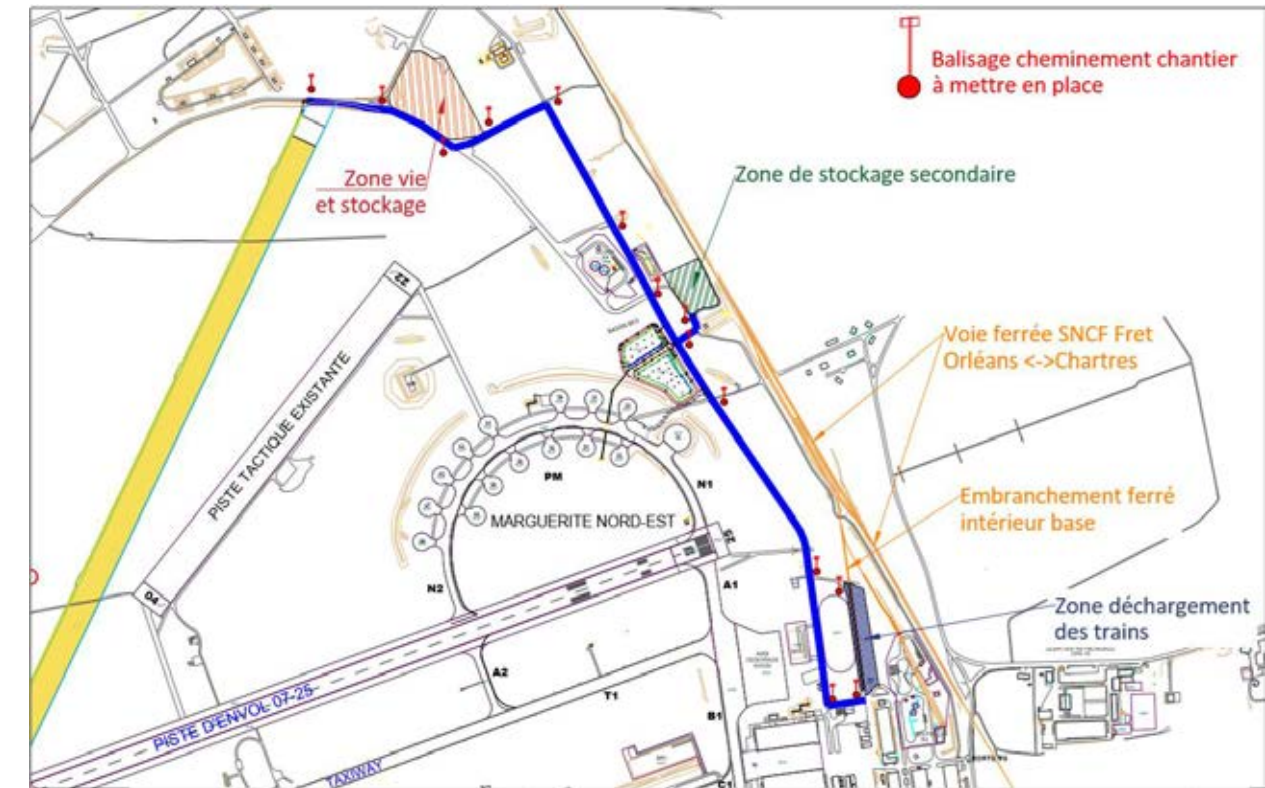 Balisage cheminement chantier
à mettre en place
Zone vie
et stockage
Zone de stockage secondaire
22
Voie ferrée SNCF Fret
Orléans <->Chartres
PISTE TACTIQUE EXISTANTE
PM
N1
Embranchement ferré
intérieur base
MARGUERITE NORD-EST
25
04
N2
A1
Zone déchargement
des trains
A2
T1
B1
PISTE D'ENVOL 07-25
TAXIWAY
C1